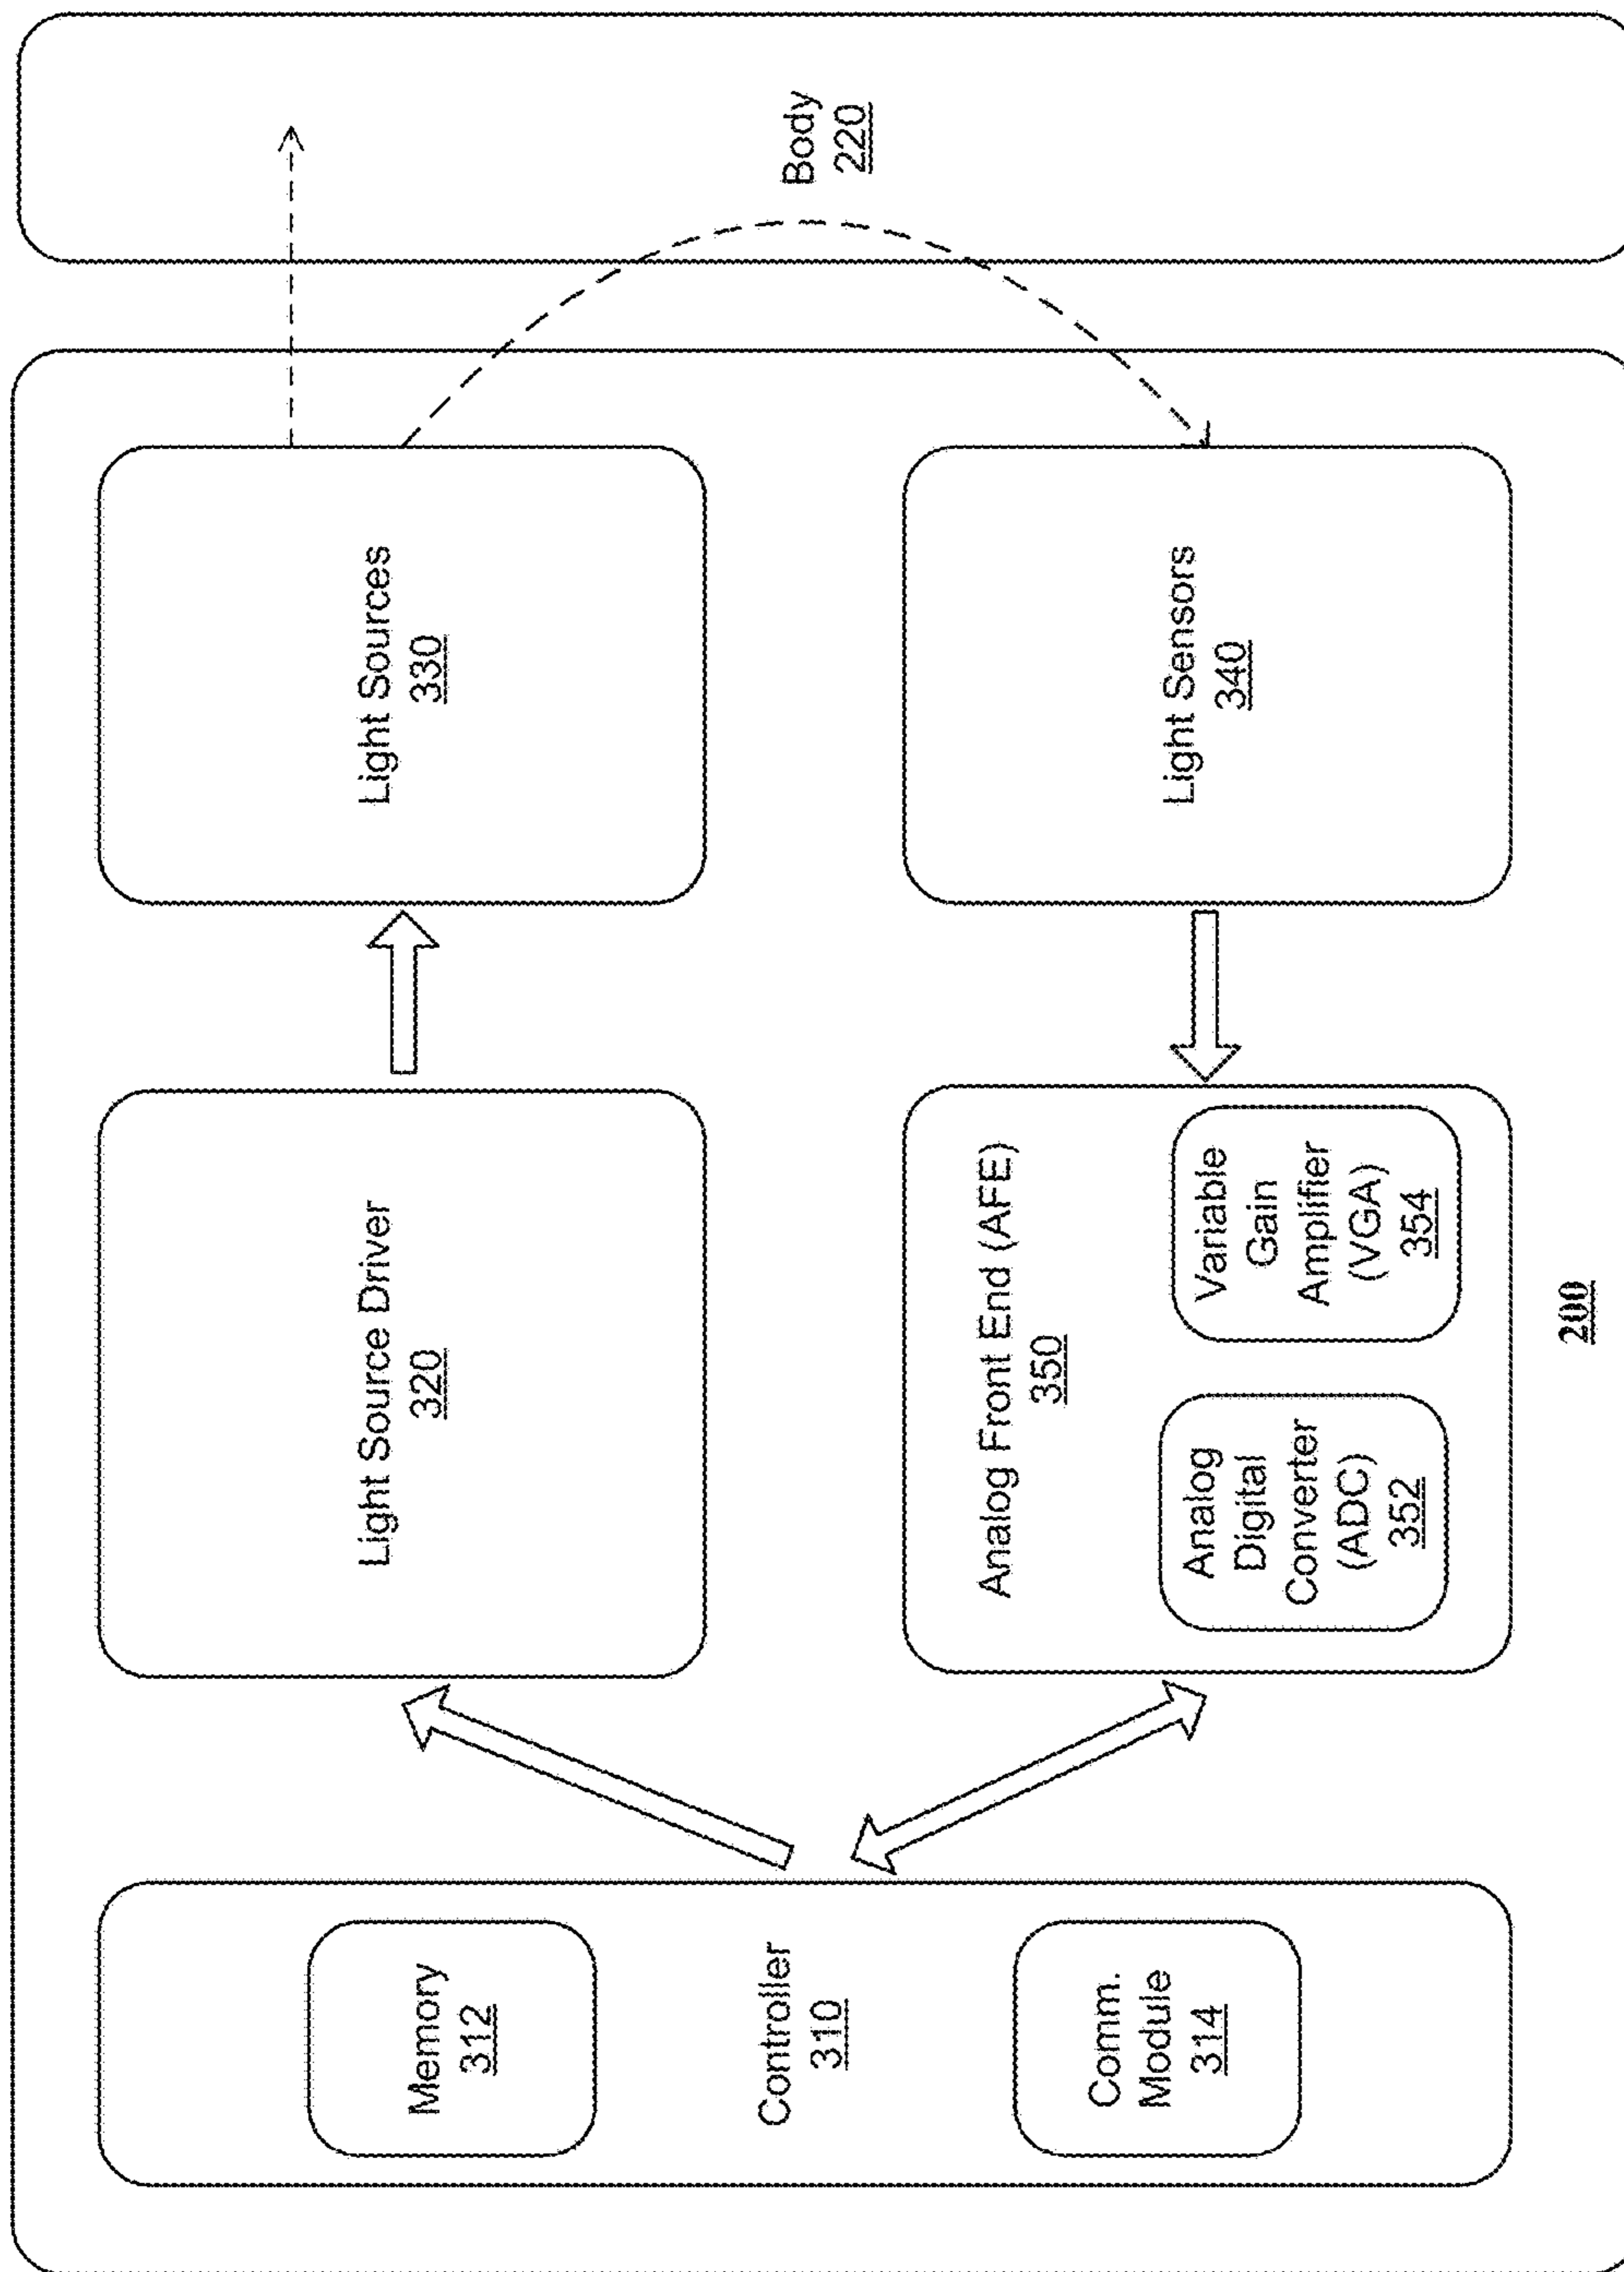 Memory
312
Controller
310
Comm.
Module
314
Light Source Driver
320
Analog Front End (AFE)
350
Analog
Digital
Converter
(ADC)
352
Variable
Gain
Amplifier
(VGA)
354
Light Sources
330
Light Sensors
340
Body
220
200